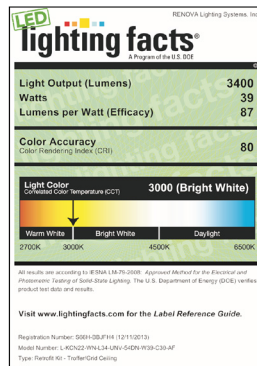 RENOVA Lighting Systems, Inc
LED
lighting facts®
A Program of the U.S. DOE
Light Output (Lumens) 3400
Watts 39
Lumens per Watt (Efficacy) 87
Color Accuracy 80
Color Rendering Index (CRI)
Light Color 3000 (Bright White)
Correlated Color Temperature (CCT)
Warm White Bright White Daylight
2700K 3000K 4500K 6500K
All results are according to IESNA LM-79-2008: Approved Method for the Electrical and
Photometric Testing of Solid-State Lighting. The U.S. Department of Energy (DOE) verifies
product test data and results.
Visit www.lightingfacts.com for the Label Reference Guide.
Registration Number: S06H-0BJFH4 (12/11/2013)
Model Number: L-KCN22-WN-L34-UNV-54DN-W39-C30-AF
Type: Retrofit Kit - Troffer/Grid Ceiling